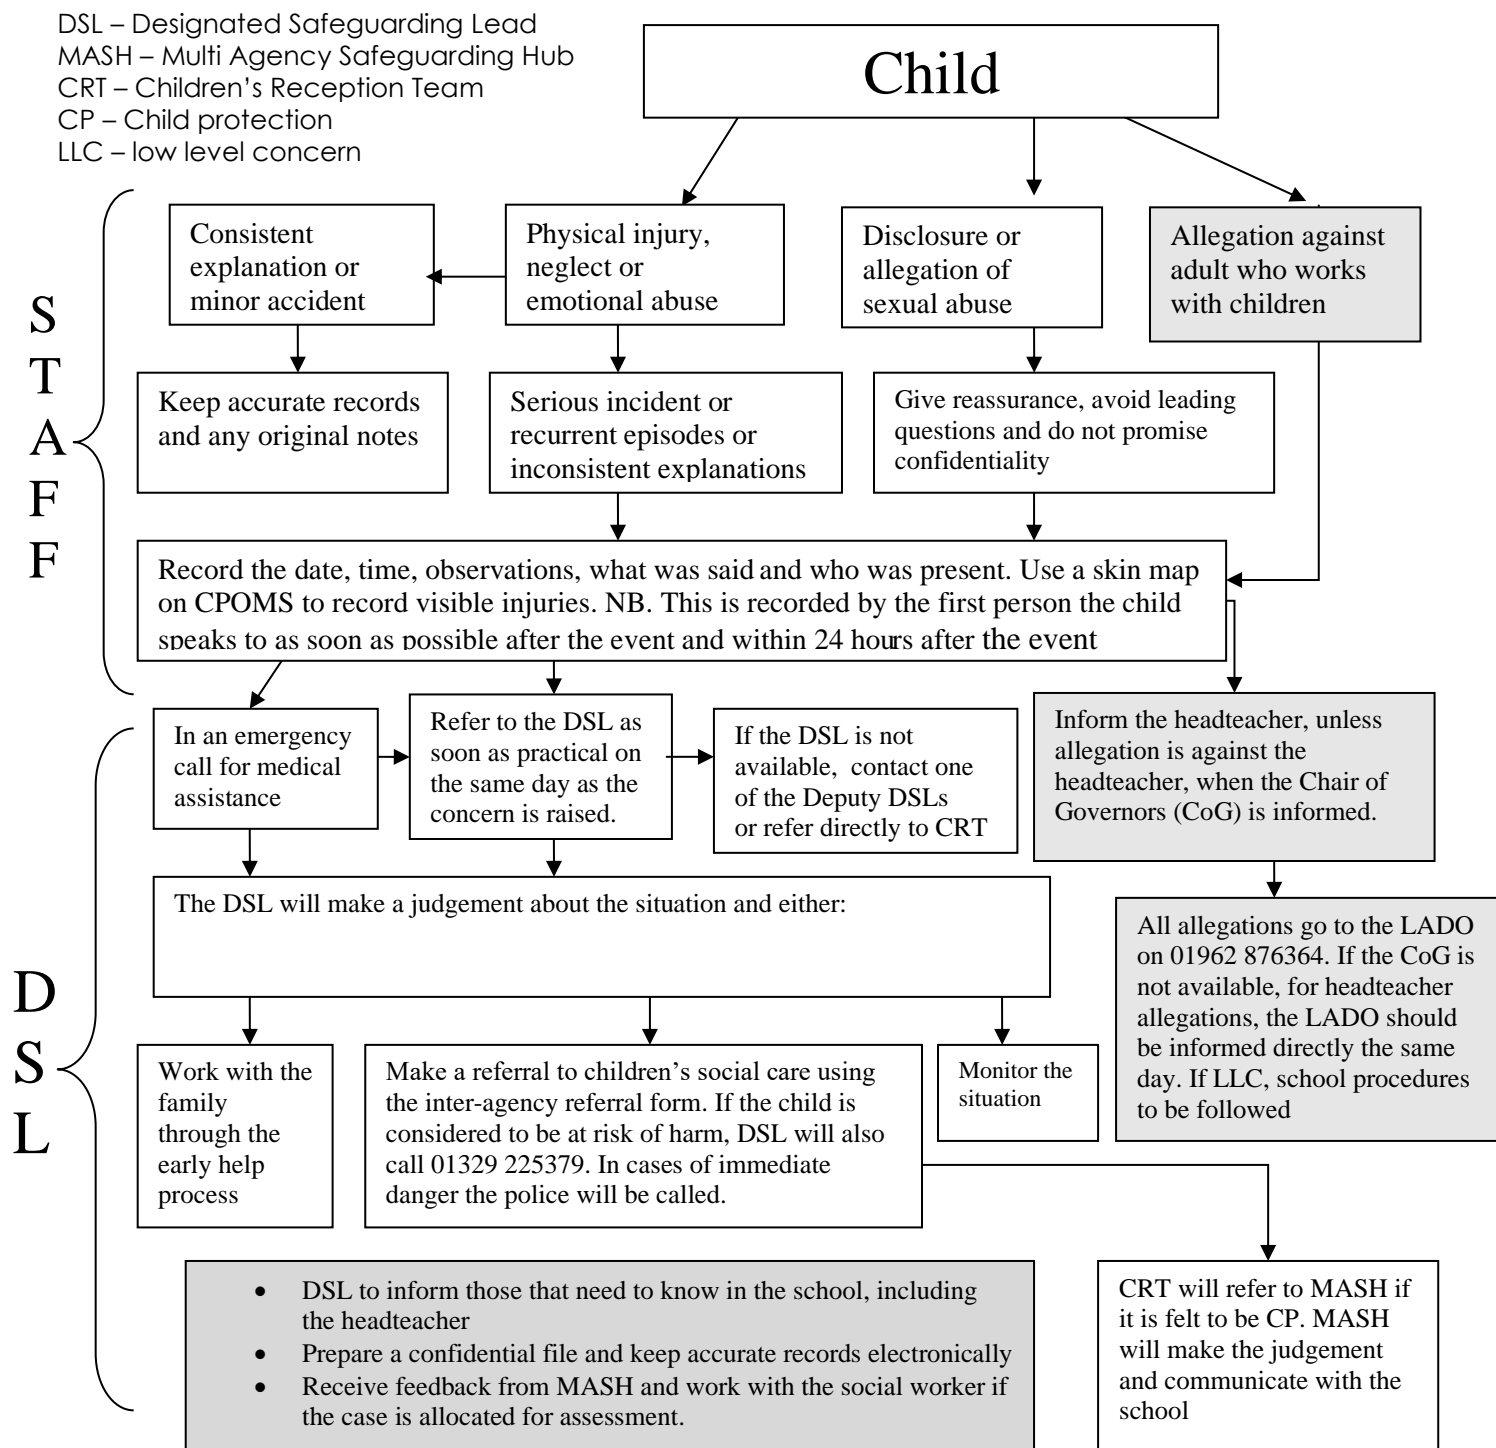 DSL – Designated Safeguarding Lead
MASH – Multi Agency Safeguarding Hub
CRT – Children's Reception Team
CP – Child protection
LLC – low level concern
Child
S
T
A
F
F
Consistent
explanation or
minor accident
Physical injury,
neglect or
emotional abuse
Disclosure or
allegation of
sexual abuse
Allegation against
adult who works
with children
Keep accurate records
and any original notes
Serious incident or
recurrent episodes or
inconsistent explanations
Give reassurance, avoid leading
questions and do not promise
confidentiality
Record the date, time, observations, what was said and who was present. Use a skin map
on CPOMS to record visible injuries. NB. This is recorded by the first person the child
speaks to as soon as possible after the event and within 24 hours after the event
D
S
L
In an emergency
call for medical
assistance
Refer to the DSL as
soon as practical on
the same day as the
concern is raised.
If the DSL is not
available, contact one
of the Deputy DSLs
or refer directly to CRT
Inform the headteacher, unless
allegation is against the
headteacher, when the Chair of
Governors (CoG) is informed.
The DSL will make a judgement about the situation and either:
All allegations go to the LADO
on 01962 876364. If the CoG is
not available, for headteacher
allegations, the LADO should
be informed directly the same
day. If LLC, school procedures
to be followed
Work with the
family
through the
early help
process
Make a referral to children's social care using
the inter-agency referral form. If the child is
considered to be at risk of harm, DSL will also
call 01329 225379. In cases of immediate
danger the police will be called.
Monitor the
situation
• DSL to inform those that need to know in the school, including
the headteacher
• Prepare a confidential file and keep accurate records electronically
• Receive feedback from MASH and work with the social worker if
the case is allocated for assessment.
CRT will refer to MASH if
it is felt to be CP. MASH
will make the judgement
and communicate with the
school